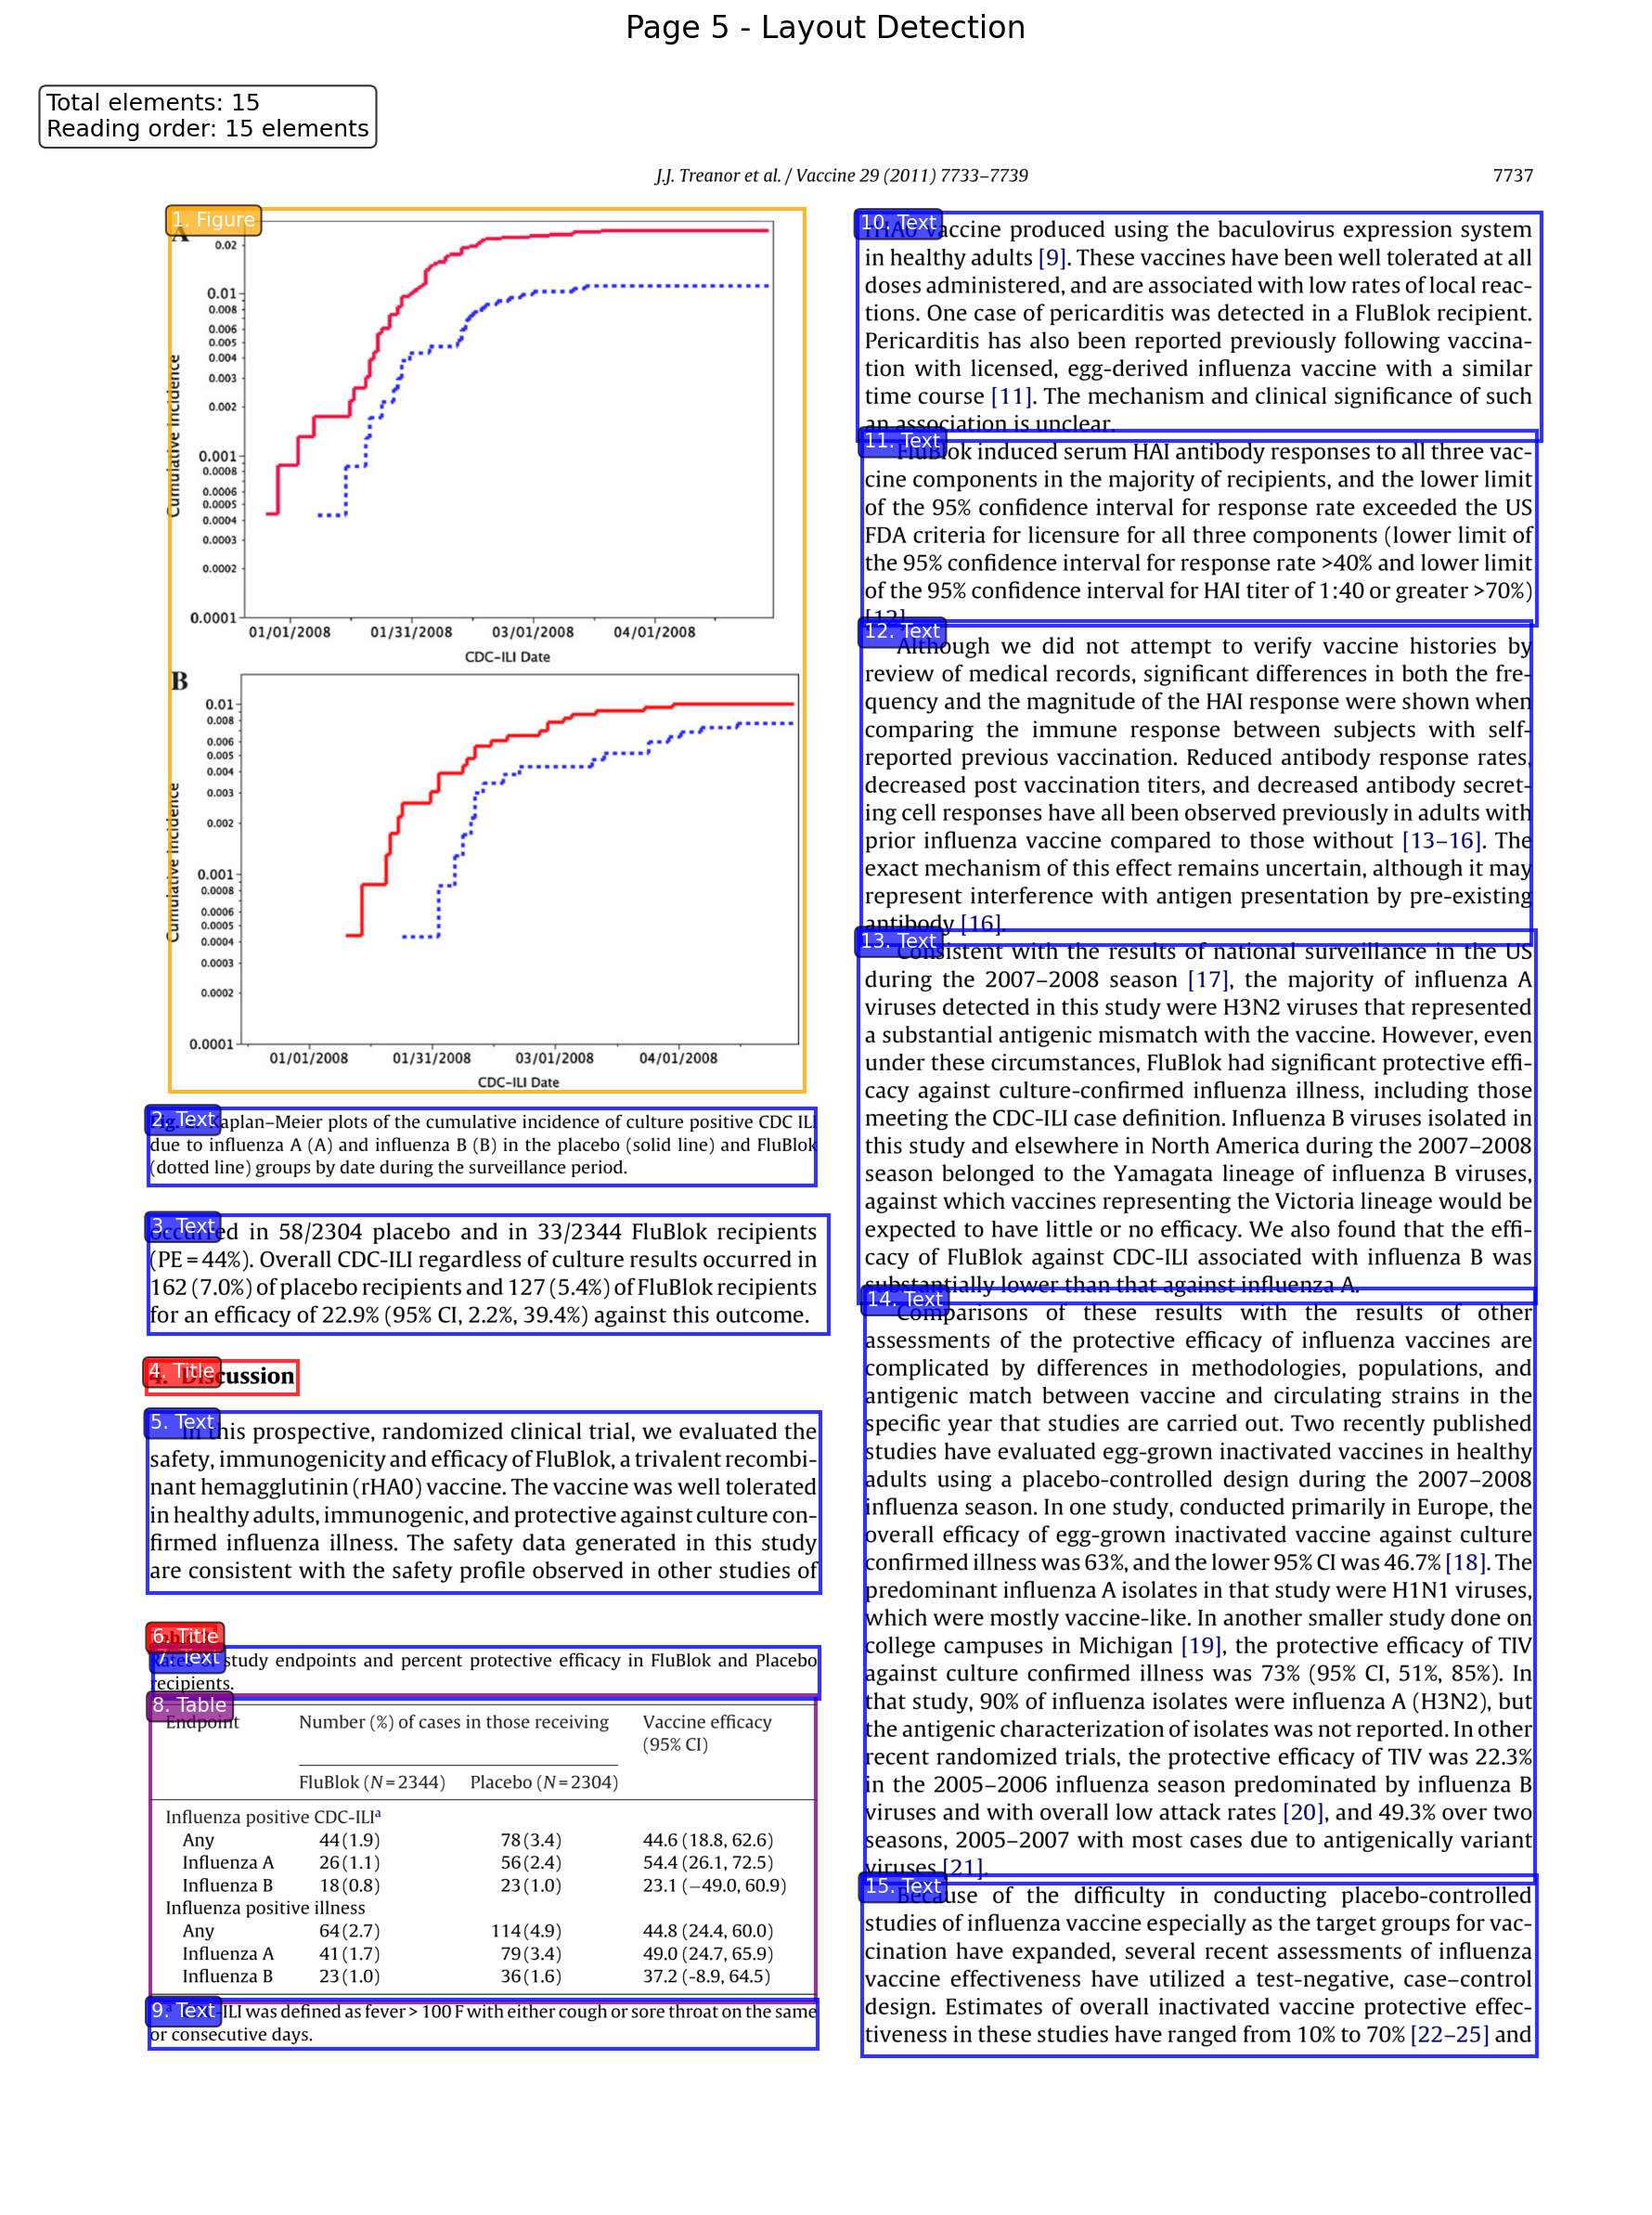 Page 5 - Layout Detection
Total elements: 15
Reading order: 15 elements
J.J. Treanor et al. / Vaccine 29 (2011) 7733–7739
7737
1. Figure
A
0.02
0.01
0.008
0.006
0.005
0.004
0.003
0.002
0.001
0.0008
0.0006
0.0005
0.0004
0.0003
0.0002
0.0001
Cumulative Incidence
01/01/2008 01/31/2008 03/01/2008 04/01/2008
CDC-ILI Date
B
0.01
0.008
0.006
0.005
0.004
0.003
0.002
0.001
0.0008
0.0006
0.0005
0.0004
0.0003
0.0002
0.0001
Cumulative Incidence
01/01/2008 01/31/2008 03/01/2008 04/01/2008
CDC-ILI Date
2. Text
Kaplan–Meier plots of the cumulative incidence of culture positive CDC ILI
due to influenza A (A) and influenza B (B) in the placebo (solid line) and FluBlok
(dotted line) groups by date during the surveillance period.
3. Text
occurred in 58/2304 placebo and in 33/2344 FluBlok recipients
(PE = 44%). Overall CDC-ILI regardless of culture results occurred in
162 (7.0%) of placebo recipients and 127 (5.4%) of FluBlok recipients
for an efficacy of 22.9% (95% CI, 2.2%, 39.4%) against this outcome.
4. Title
4. Discussion
5. Text
In this prospective, randomized clinical trial, we evaluated the
safety, immunogenicity and efficacy of FluBlok, a trivalent recombi-
nant hemagglutinin (rHA0) vaccine. The vaccine was well tolerated
in healthy adults, immunogenic, and protective against culture con-
firmed influenza illness. The safety data generated in this study
are consistent with the safety profile observed in other studies of
6. Title
7. Text
Rates of study endpoints and percent protective efficacy in FluBlok and Placebo
recipients.
8. Table
Endpoint Number (%) of cases in those receiving Vaccine efficacy
(95% CI)
FluBlok (N = 2344) Placebo (N = 2304)
Influenza positive CDC-ILIa
Any 44 (1.9) 78 (3.4) 44.6 (18.8, 62.6)
Influenza A 26 (1.1) 56 (2.4) 54.4 (26.1, 72.5)
Influenza B 18 (0.8) 23 (1.0) 23.1 (−49.0, 60.9)
Influenza positive illness
Any 64 (2.7) 114 (4.9) 44.8 (24.4, 60.0)
Influenza A 41 (1.7) 79 (3.4) 49.0 (24.7, 65.9)
Influenza B 23 (1.0) 36 (1.6) 37.2 (-8.9, 64.5)
9. Text
a CDC-ILI was defined as fever > 100 F with either cough or sore throat on the same
or consecutive days.
10. Text
rHA0 vaccine produced using the baculovirus expression system
in healthy adults [9]. These vaccines have been well tolerated at all
doses administered, and are associated with low rates of local reac-
tions. One case of pericarditis was detected in a FluBlok recipient.
Pericarditis has also been reported previously following vaccina-
tion with licensed, egg-derived influenza vaccine with a similar
time course [11]. The mechanism and clinical significance of such
an association is unclear.
11. Text
FluBlok induced serum HAI antibody responses to all three vac-
cine components in the majority of recipients, and the lower limit
of the 95% confidence interval for response rate exceeded the US
FDA criteria for licensure for all three components (lower limit of
the 95% confidence interval for response rate >40% and lower limit
of the 95% confidence interval for HAI titer of 1:40 or greater >70%)
[12].
12. Text
Although we did not attempt to verify vaccine histories by
review of medical records, significant differences in both the fre-
quency and the magnitude of the HAI response were shown when
comparing the immune response between subjects with self-
reported previous vaccination. Reduced antibody response rates,
decreased post vaccination titers, and decreased antibody secret-
ing cell responses have all been observed previously in adults with
prior influenza vaccine compared to those without [13–16]. The
exact mechanism of this effect remains uncertain, although it may
represent interference with antigen presentation by pre-existing
antibody [16].
13. Text
Consistent with the results of national surveillance in the US
during the 2007–2008 season [17], the majority of influenza A
viruses detected in this study were H3N2 viruses that represented
a substantial antigenic mismatch with the vaccine. However, even
under these circumstances, FluBlok had significant protective effi-
cacy against culture-confirmed influenza illness, including those
meeting the CDC-ILI case definition. Influenza B viruses isolated in
this study and elsewhere in North America during the 2007–2008
season belonged to the Yamagata lineage of influenza B viruses,
against which vaccines representing the Victoria lineage would be
expected to have little or no efficacy. We also found that the effi-
cacy of FluBlok against CDC-ILI associated with influenza B was
substantially lower than that against influenza A.
14. Text
Comparisons of these results with the results of other
assessments of the protective efficacy of influenza vaccines are
complicated by differences in methodologies, populations, and
antigenic match between vaccine and circulating strains in the
specific year that studies are carried out. Two recently published
studies have evaluated egg-grown inactivated vaccines in healthy
adults using a placebo-controlled design during the 2007–2008
influenza season. In one study, conducted primarily in Europe, the
overall efficacy of egg-grown inactivated vaccine against culture
confirmed illness was 63%, and the lower 95% CI was 46.7% [18]. The
predominant influenza A isolates in that study were H1N1 viruses,
which were mostly vaccine-like. In another smaller study done on
college campuses in Michigan [19], the protective efficacy of TIV
against culture confirmed illness was 73% (95% CI, 51%, 85%). In
that study, 90% of influenza isolates were influenza A (H3N2), but
the antigenic characterization of isolates was not reported. In other
recent randomized trials, the protective efficacy of TIV was 22.3%
in the 2005–2006 influenza season predominated by influenza B
viruses and with overall low attack rates [20], and 49.3% over two
seasons, 2005–2007 with most cases due to antigenically variant
viruses [21].
15. Text
Because of the difficulty in conducting placebo-controlled
studies of influenza vaccine especially as the target groups for vac-
cination have expanded, several recent assessments of influenza
vaccine effectiveness have utilized a test-negative, case–control
design. Estimates of overall inactivated vaccine protective effec-
tiveness in these studies have ranged from 10% to 70% [22–25] and